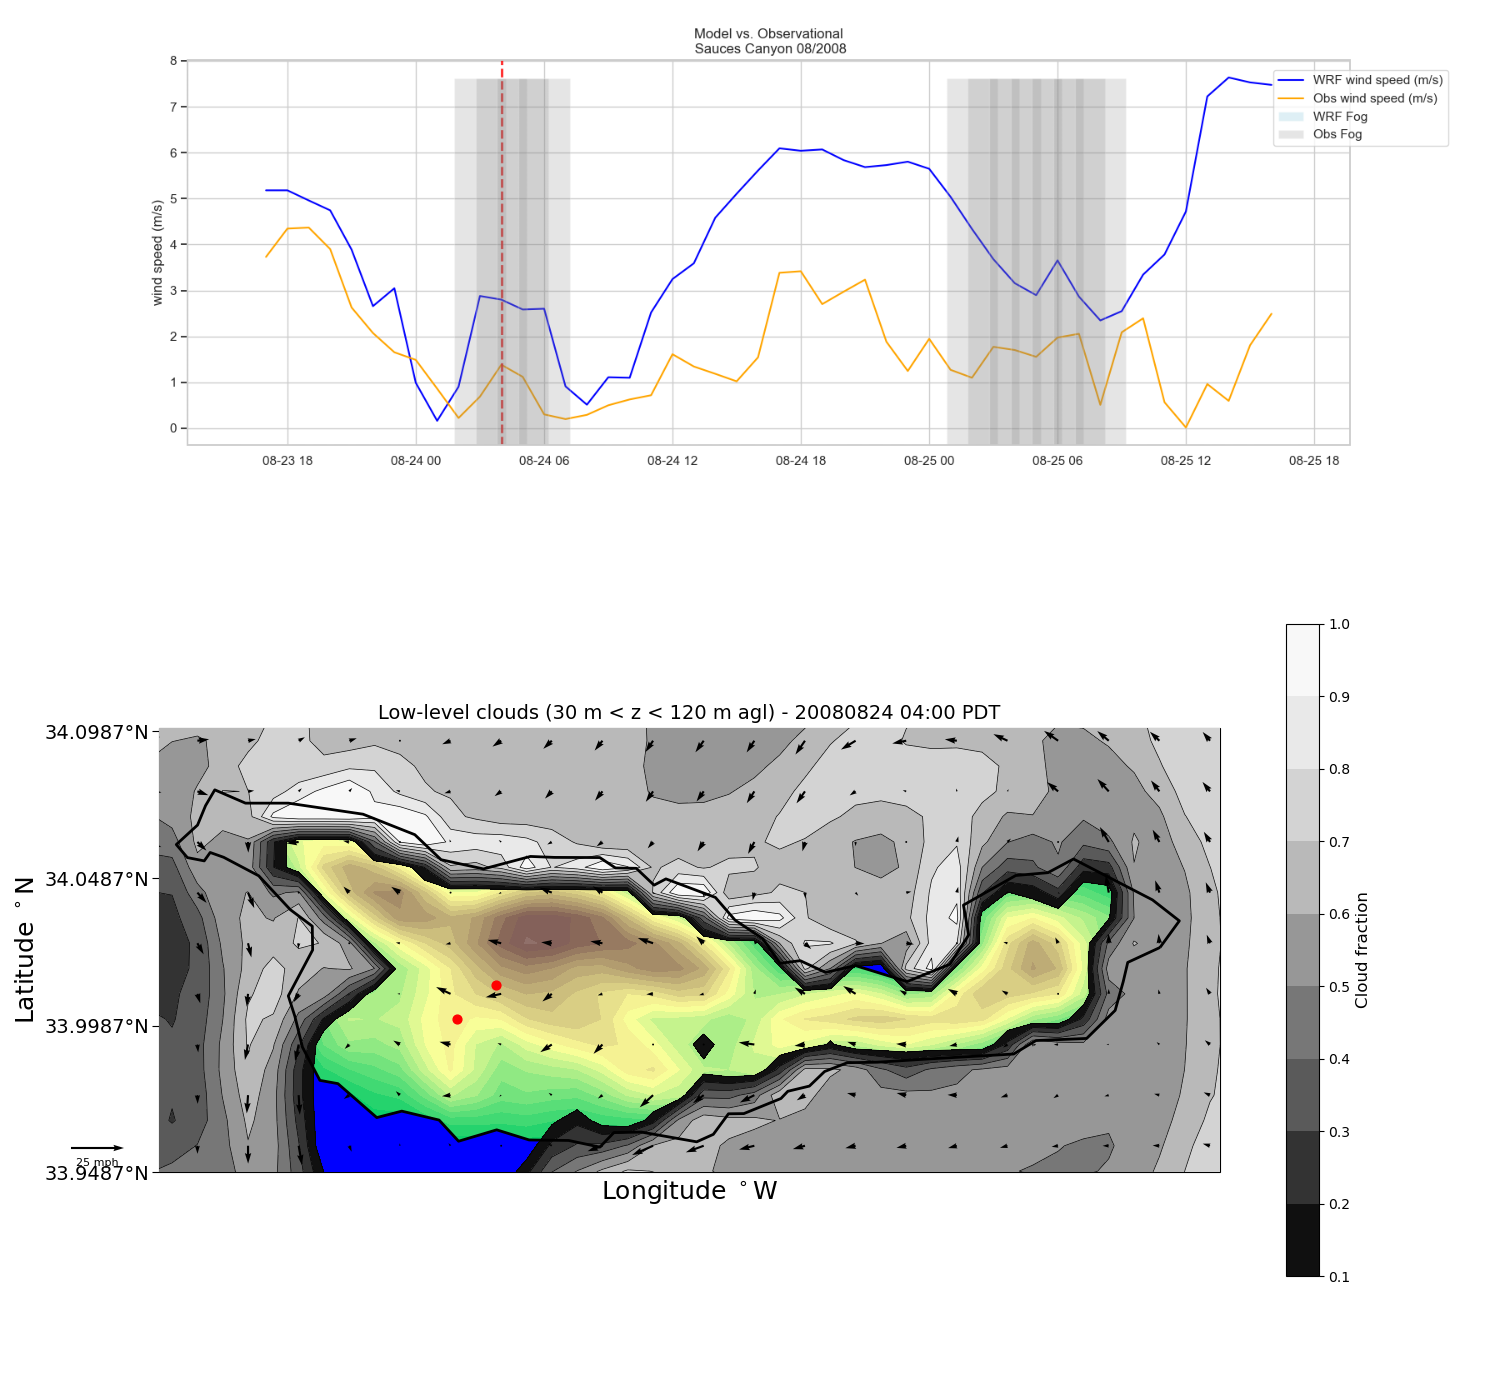 Model vs. Observational
Sauces Canyon 08/2008
8
7
6
5
4
3
2
1
0
wind speed (m/s)
WRF wind speed (m/s)
Obs wind speed (m/s)
WRF Fog
Obs Fog
08-23 18
08-24 00
08-24 06
08-24 12
08-24 18
08-25 00
08-25 06
08-25 12
08-25 18
Low-level clouds (30 m < z < 120 m agl) - 20080824 04:00 PDT
34.0987°N
34.0487°N
33.9987°N
33.9487°N
Latitude °N
25 mph
Longitude °W
1.0
0.9
0.8
0.7
0.6
0.5
0.4
0.3
0.2
0.1
Cloud fraction